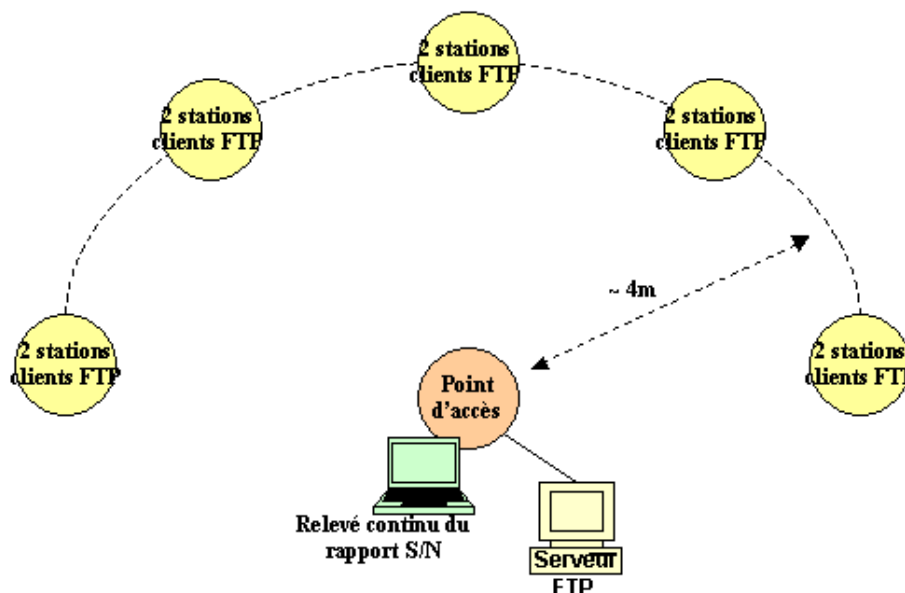 2 stations
clients FTP
2 stations
clients FTP
2 stations
clients FTP
2 stations
clients FTP
2 stations
clients FTP
~ 4m
Point
d'accès
Relevé continu du
rapport S/N
Serveur
FTP